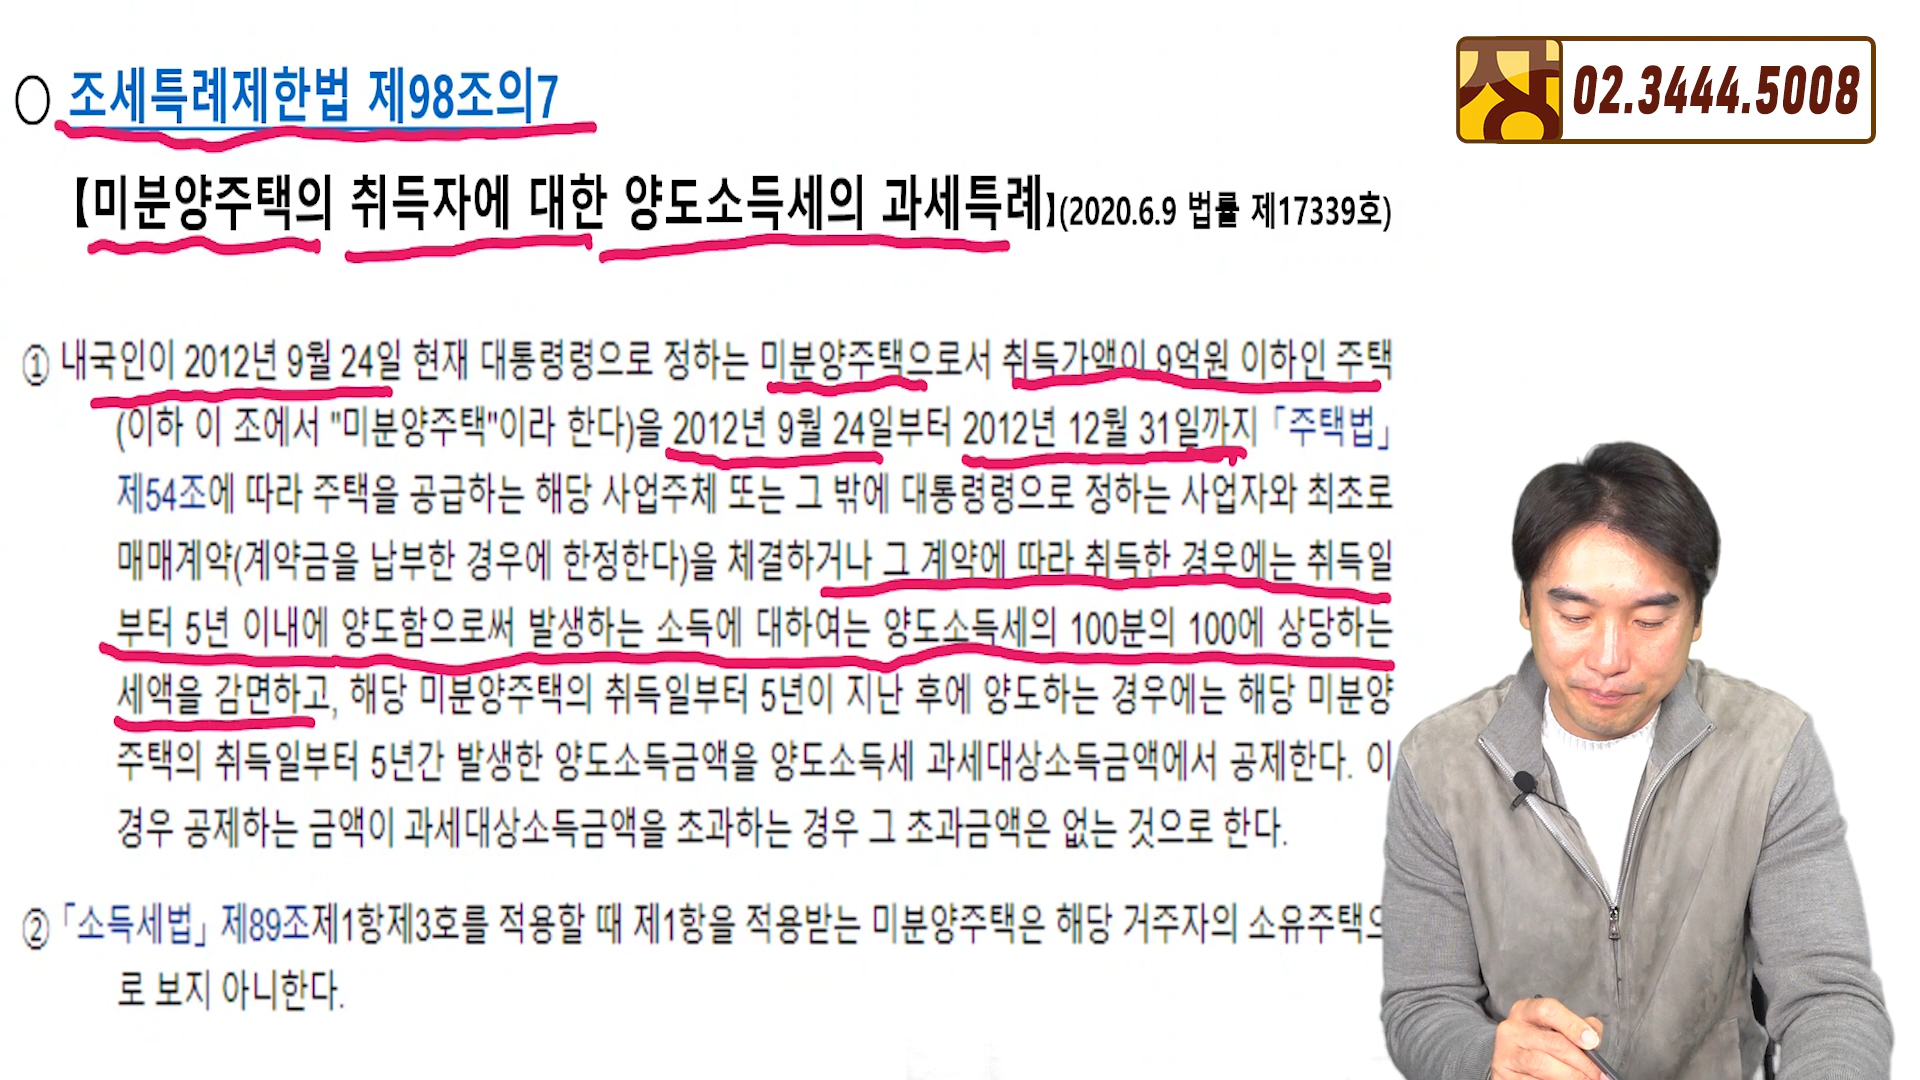 ○ 조세특례제한법 제98조의7
상 02.3444.5008
【미분양주택의 취득자에 대한 양도소득세의 과세특례】(2020.6.9 법률 제17339호)
① 내국인이 2012년 9월 24일 현재 대통령령으로 정하는 미분양주택으로서 취득가액이 9억원 이하인 주택
(이하 이 조에서 "미분양주택"이라 한다)을 2012년 9월 24일부터 2012년 12월 31일까지 「주택법」
제54조에 따라 주택을 공급하는 해당 사업주체 또는 그 밖에 대통령령으로 정하는 사업자와 최초로
매매계약(계약금을 납부한 경우에 한정한다)을 체결하거나 그 계약에 따라 취득한 경우에는 취득일
부터 5년 이내에 양도함으로써 발생하는 소득에 대하여는 양도소득세의 100분의 100에 상당하는
세액을 감면하고, 해당 미분양주택의 취득일부터 5년이 지난 후에 양도하는 경우에는 해당 미분양
주택의 취득일부터 5년간 발생한 양도소득금액을 양도소득세 과세대상소득금액에서 공제한다. 이
경우 공제하는 금액이 과세대상소득금액을 초과하는 경우 그 초과금액은 없는 것으로 한다.
② 「소득세법」 제89조제1항제3호를 적용할 때 제1항을 적용받는 미분양주택은 해당 거주자의 소유주택으
로 보지 아니한다.